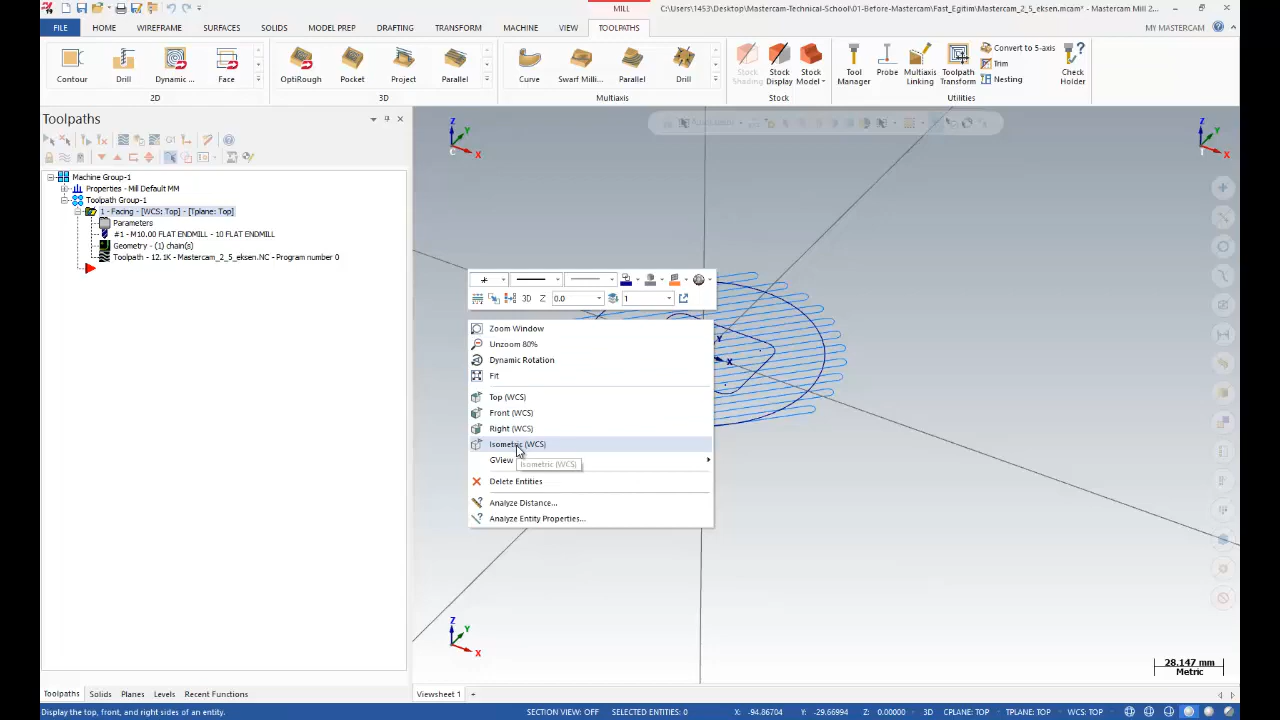 MILL
C:\Users\1453\Desktop\Mastercam-Technical-School\01-Before-Mastercam\Fast_Egitim\Mastercam_2_5_eksen.mcam* - Mastercam Mill 2...
FILE HOME WIREFRAME SURFACES SOLIDS MODEL PREP DRAFTING TRANSFORM MACHINE VIEW TOOLPATHS MY MASTERCAM
Contour Drill Dynamic ... Face OptiRough Pocket Project Parallel Curve Swarf Milli... Parallel Drill Stock Shading Stock Display Stock Model Tool Manager Probe Multiaxis Linking Toolpath Transform Convert to 5-axis Trim Nesting Check Holder
2D 3D Multiaxis Stock Utilities
Toolpaths
Machine Group-1
Properties - Mill Default MM
Toolpath Group-1
1 - Facing - [WCS: Top] - [Tplane: Top]
Parameters
#1 - M10.00 FLAT ENDMILL - 10 FLAT ENDMILL
Geometry - (1) chain(s)
Toolpath - 12.1K - Mastercam_2_5_eksen.NC - Program number 0
Z
Y
X
C
Z
Y
X
T
3D Z 0.0 1
Zoom Window
Unzoom 80%
Dynamic Rotation
Fit
Top (WCS)
Front (WCS)
Right (WCS)
Isometric (WCS)
GView
Isometric (WCS)
Delete Entities
Analyze Distance...
Analyze Entity Properties...
Y
X
Z
Y
X
28.147 mm
Metric
Toolpaths Solids Planes Levels Recent Functions
Viewsheet 1 +
Display the top, front, and right sides of an entity. SECTION VIEW: OFF SELECTED ENTITIES: 0 X: -94.86704 Y: -29.66994 Z: 0.00000 3D CPLANE: TOP TPLANE: TOP WCS: TOP